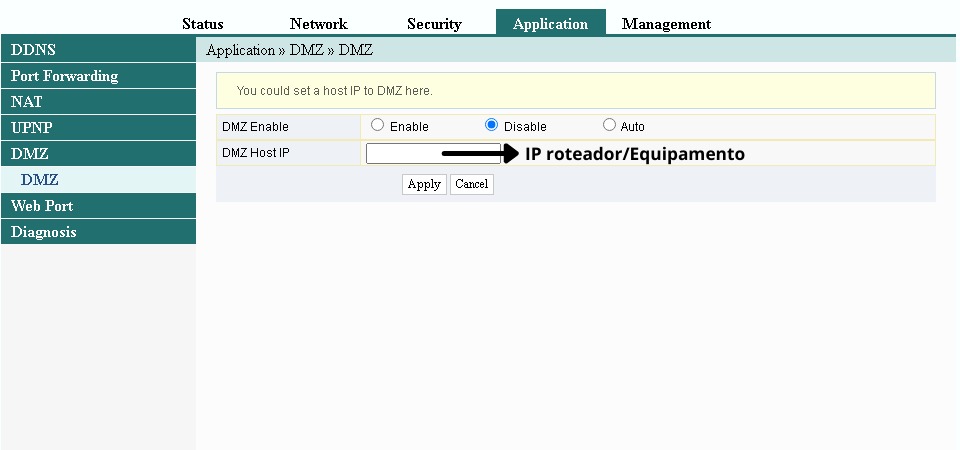 Status Network Security Application Management
DDNS
Application » DMZ » DMZ
Port Forwarding
NAT
UPNP
DMZ
DMZ
Web Port
Diagnosis
You could set a host IP to DMZ here.
DMZ Enable Enable Disable Auto
DMZ Host IP IP roteador/Equipamento
Apply Cancel